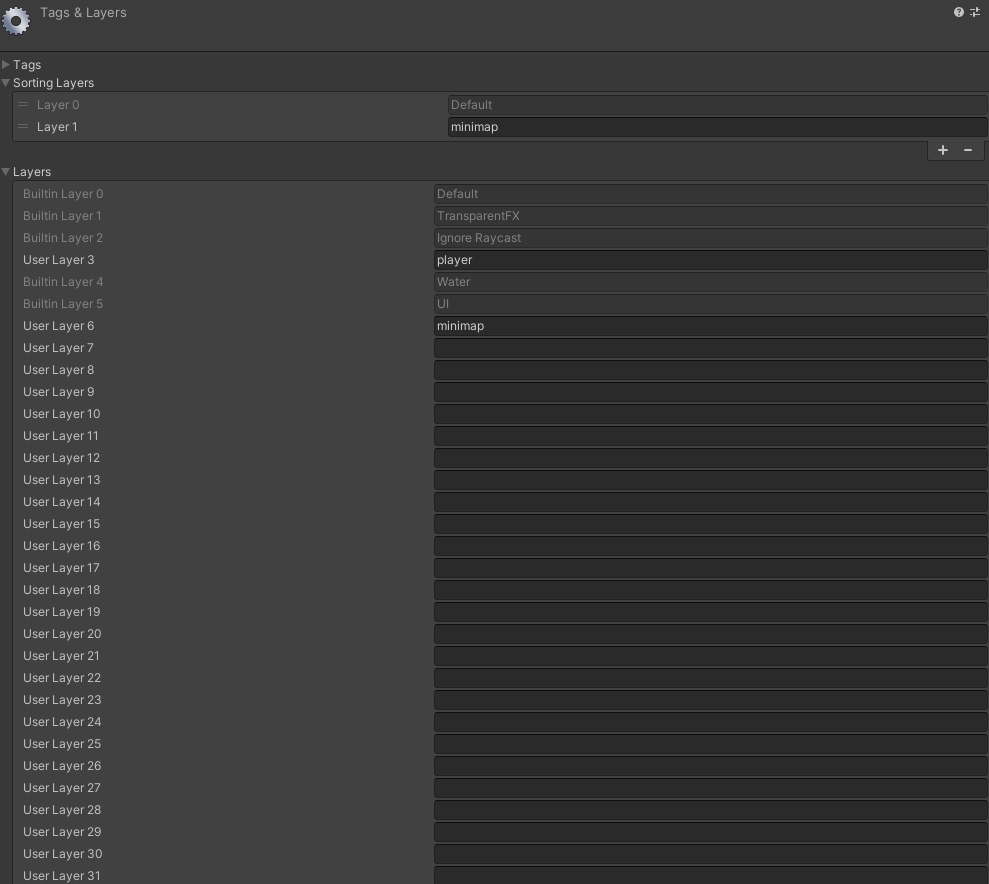 Tags & Layers
Tags
Sorting Layers
Layer 0 Default
Layer 1 minimap
+ −
Layers
Builtin Layer 0 Default
Builtin Layer 1 TransparentFX
Builtin Layer 2 Ignore Raycast
User Layer 3 player
Builtin Layer 4 Water
Builtin Layer 5 UI
User Layer 6 minimap
User Layer 7
User Layer 8
User Layer 9
User Layer 10
User Layer 11
User Layer 12
User Layer 13
User Layer 14
User Layer 15
User Layer 16
User Layer 17
User Layer 18
User Layer 19
User Layer 20
User Layer 21
User Layer 22
User Layer 23
User Layer 24
User Layer 25
User Layer 26
User Layer 27
User Layer 28
User Layer 29
User Layer 30
User Layer 31